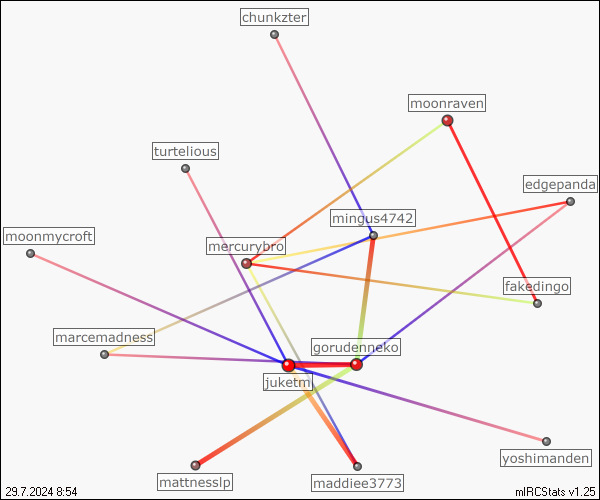 chunkzter
moonraven
turtelious
edgepanda
mingus4742
moonmycroft
mercurybro
fakedingo
marcemadness
gorudenneko
juketm
yoshimanden
mattnesslp
maddiee3773
29.7.2024 8:54
mIRCStats v1.25